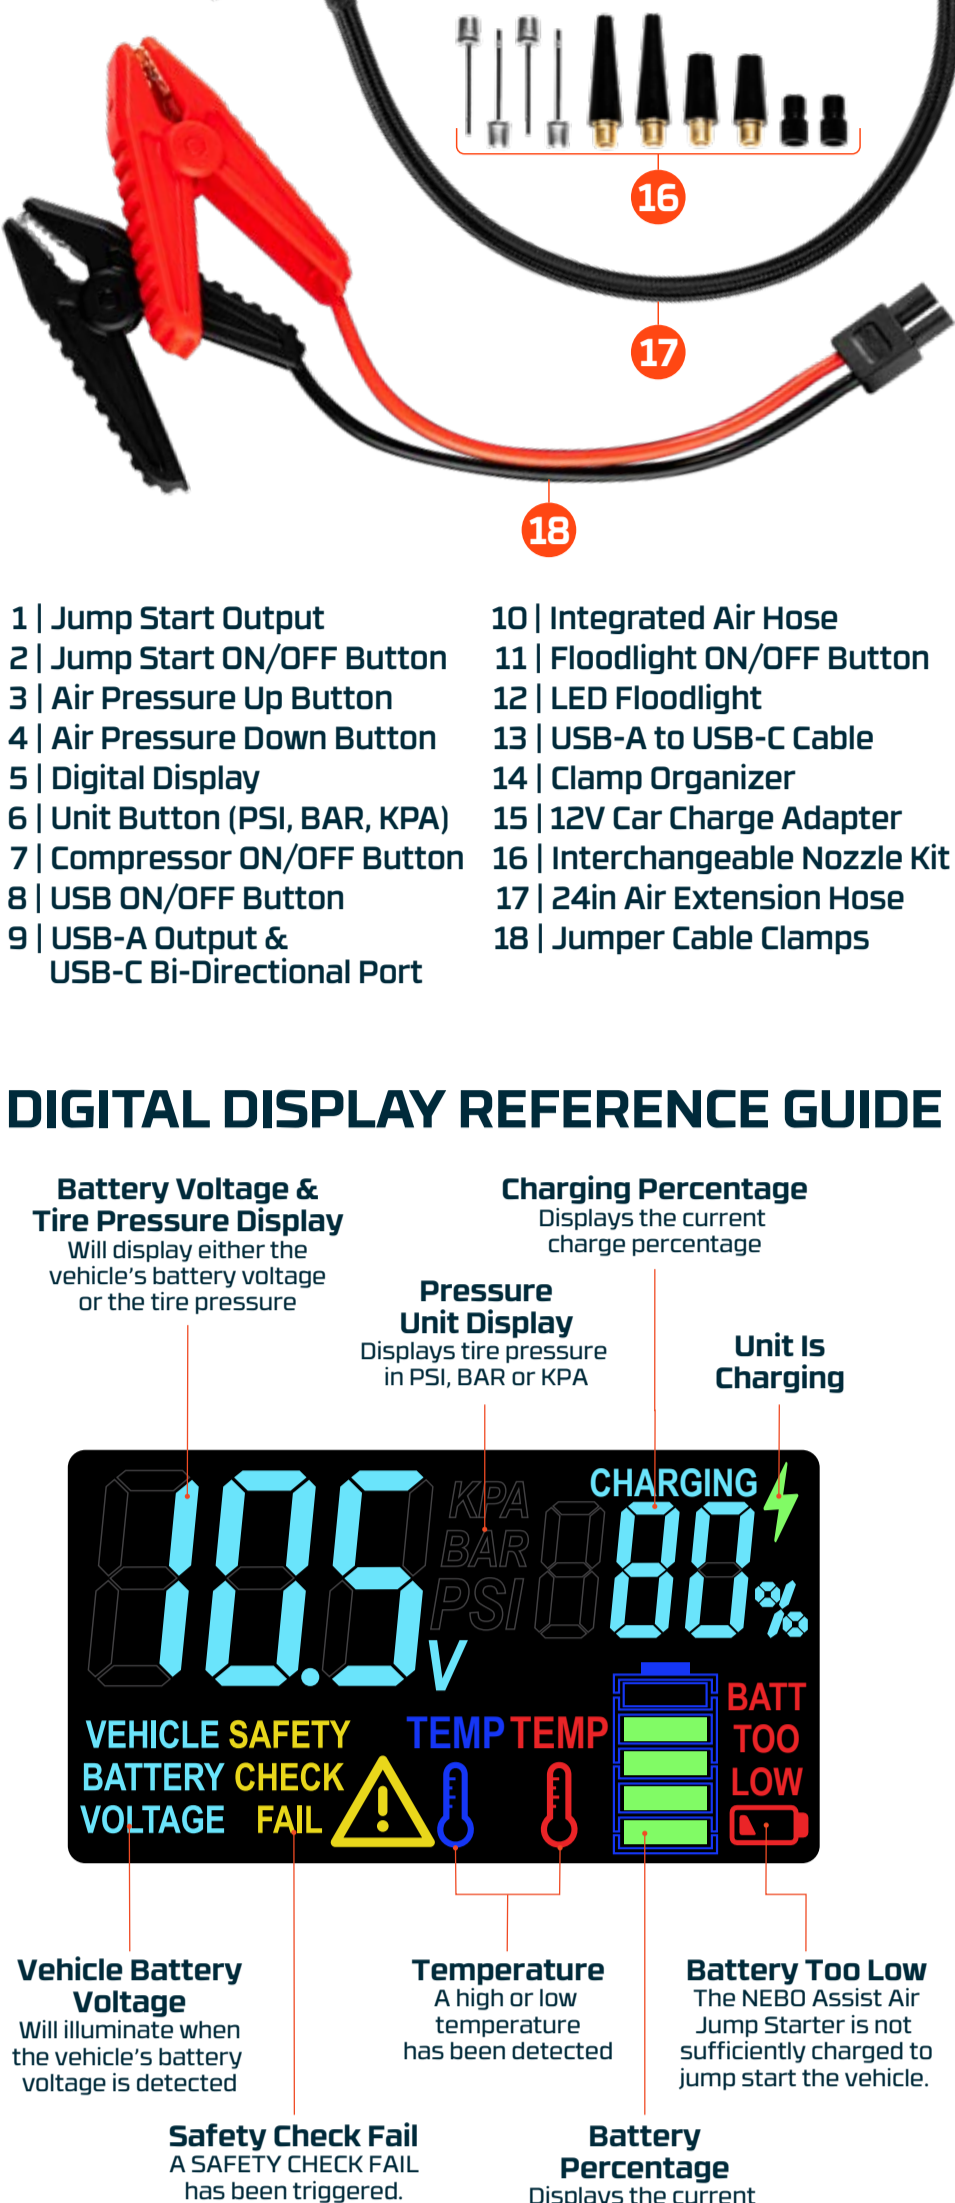 16
17
18
1 | Jump Start Output
2 | Jump Start ON/OFF Button
3 | Air Pressure Up Button
4 | Air Pressure Down Button
5 | Digital Display
6 | Unit Button (PSI, BAR, KPA)
7 | Compressor ON/OFF Button
8 | USB ON/OFF Button
9 | USB-A Output &
USB-C Bi-Directional Port
10 | Integrated Air Hose
11 | Floodlight ON/OFF Button
12 | LED Floodlight
13 | USB-A to USB-C Cable
14 | Clamp Organizer
15 | 12V Car Charge Adapter
16 | Interchangeable Nozzle Kit
17 | 24in Air Extension Hose
18 | Jumper Cable Clamps
DIGITAL DISPLAY REFERENCE GUIDE
Battery Voltage &
Tire Pressure Display
Will display either the
vehicle's battery voltage
or the tire pressure
Charging Percentage
Displays the current
charge percentage
Pressure
Unit Display
Displays tire pressure
in PSI, BAR or KPA
Unit Is
Charging
10.5 V
KPA
BAR
PSI
CHARGING
80%
VEHICLE
BATTERY
VOLTAGE
SAFETY
CHECK
FAIL
TEMP
TEMP
BATT
TOO
LOW
Vehicle Battery
Voltage
Will illuminate when
the vehicle's battery
voltage is detected
Temperature
A high or low
temperature
has been detected
Battery Too Low
The NEBO Assist Air
Jump Starter is not
sufficiently charged to
jump start the vehicle.
Safety Check Fail
A SAFETY CHECK FAIL
has been triggered.
Battery
Percentage
Displays the current